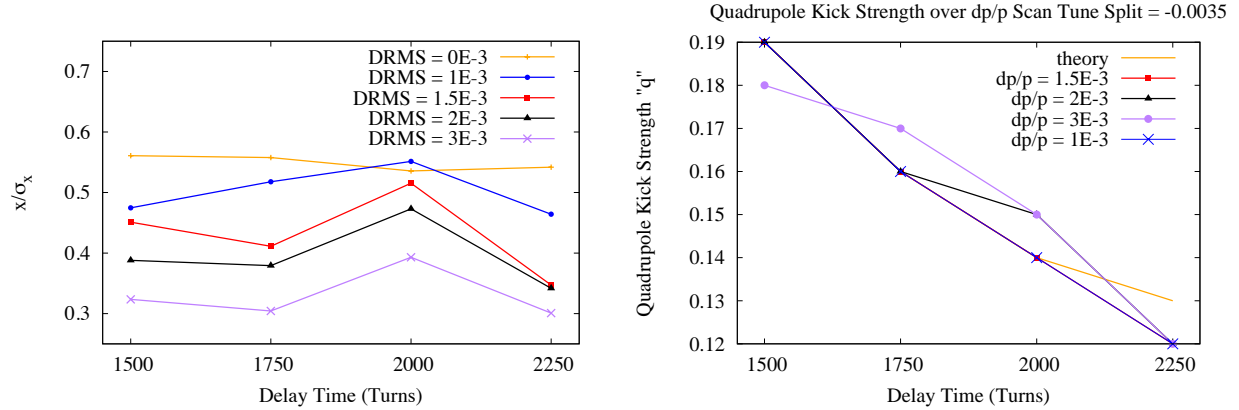 DRMS = 0E-3
DRMS = 1E-3
DRMS = 1.5E-3
DRMS = 2E-3
DRMS = 3E-3
0.7
0.6
0.5
0.4
0.3
x/σx
1500 1750 2000 2250
Delay Time (Turns)
Quadrupole Kick Strength over dp/p Scan Tune Split = -0.0035
theory
dp/p = 1.5E-3
dp/p = 2E-3
dp/p = 3E-3
dp/p = 1E-3
0.19
0.18
0.17
0.16
0.15
0.14
0.13
0.12
Quadrupole Kick Strength "q"
1500 1750 2000 2250
Delay Time (Turns)